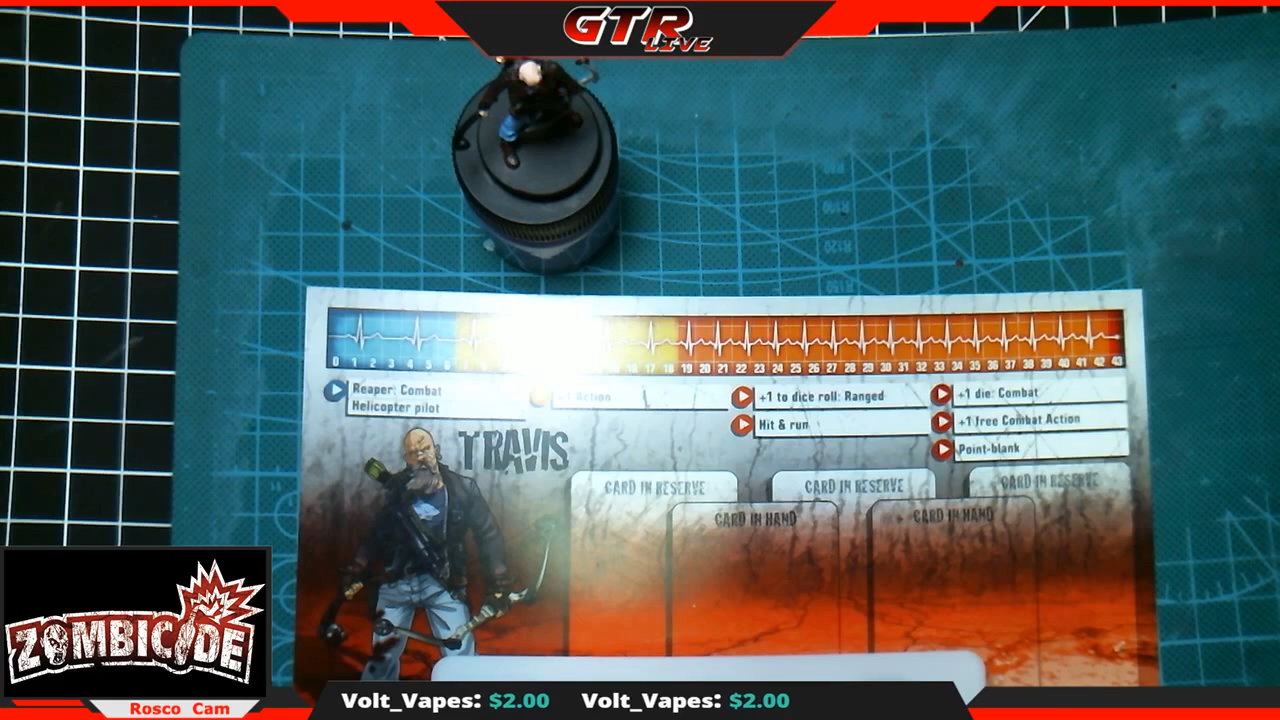 GTR
LIVE
R120
0 1 2 3 4 5 6
16 17 18 19 20 21 22 23 24 25 26 27 28 29 30 31 32 33 34 35 36 37 38 39 40 41 42 43
Reaper: Combat
Helicopter pilot
Action
+1 to dice roll: Ranged
Hit & run
+1 die: Combat
+1 free Combat Action
Point-blank
TRAVIS
CARD IN RESERVE
CARD IN RESERVE
CARD IN RESERVE
CARD IN HAND
CARD IN HAND
ZOMBICIDE
Rosco Cam
Volt_Vapes: $2.00
Volt_Vapes: $2.00